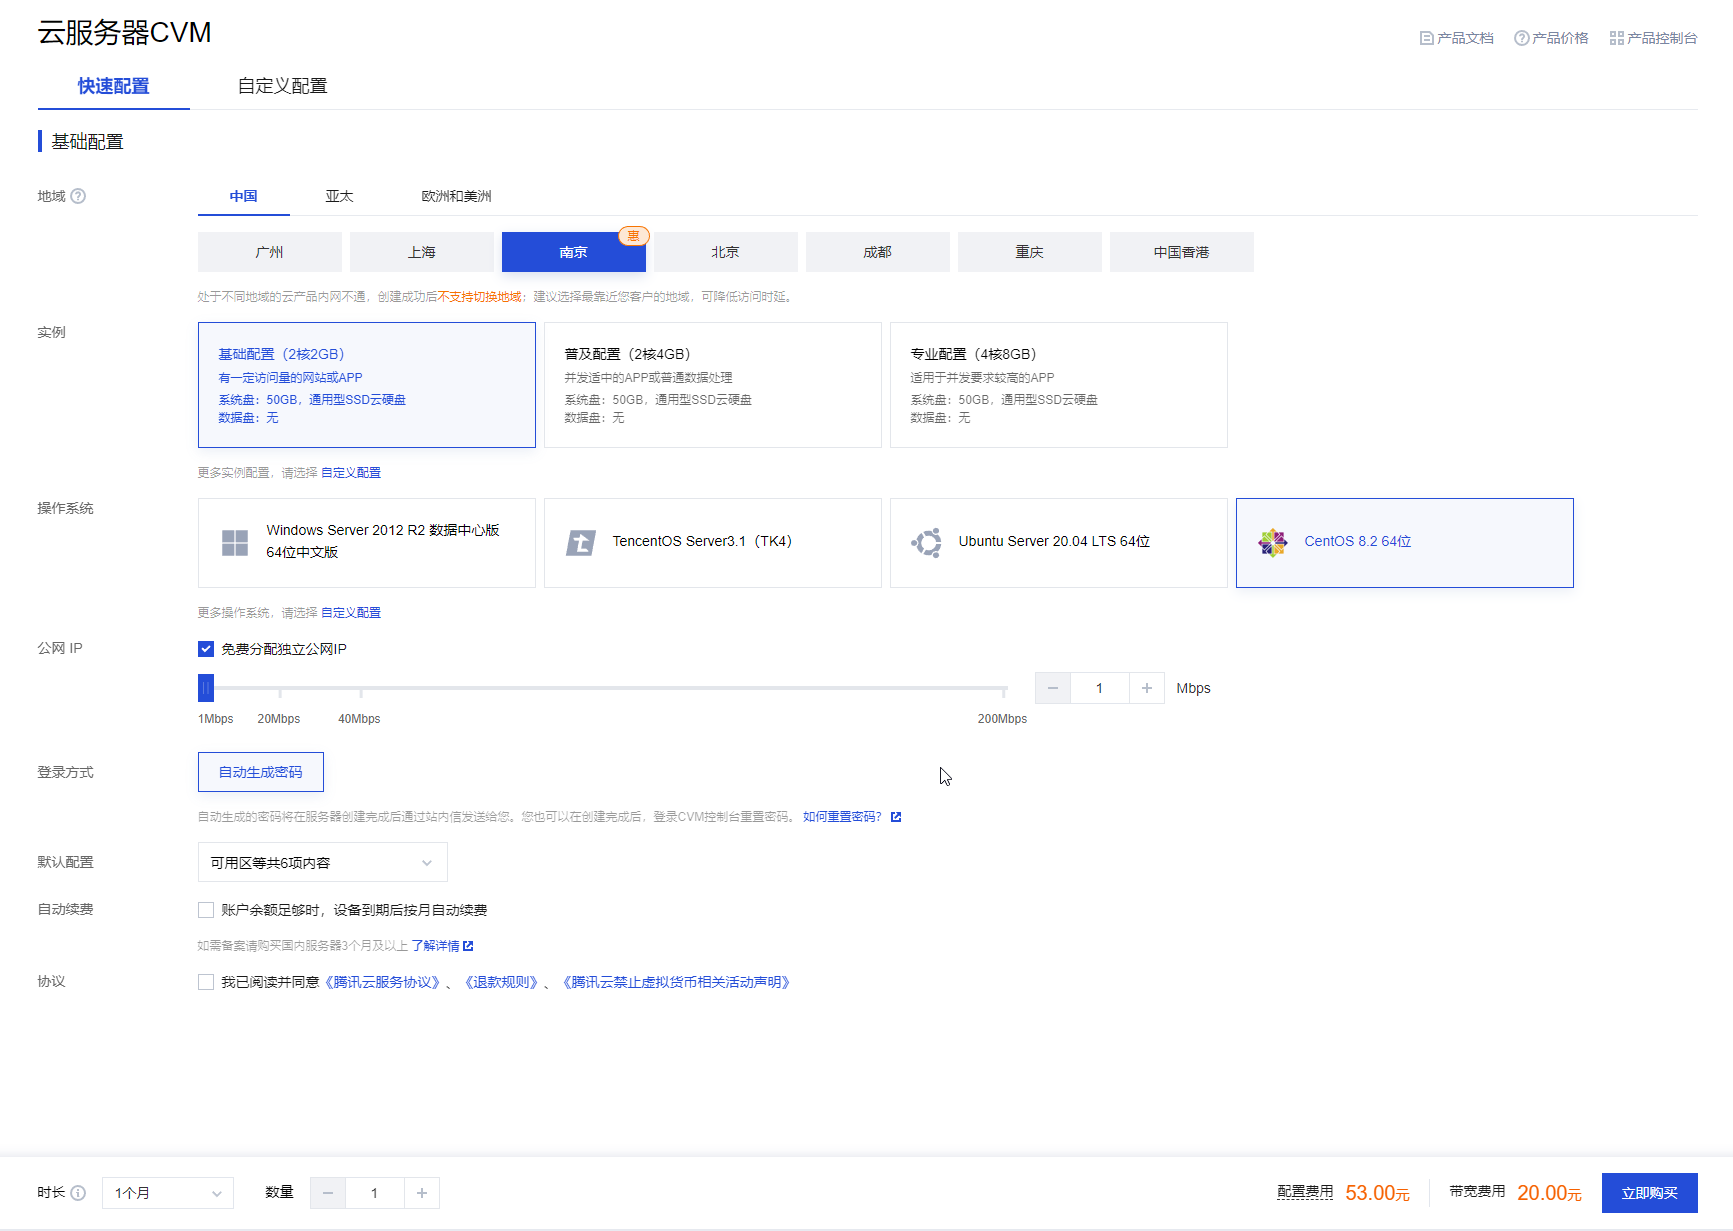 云服务器CVM
产品文档 产品价格 产品控制台
快速配置 自定义配置
基础配置
地域 中国 亚太 欧洲和美洲
惠
广州 上海 南京 北京 成都 重庆 中国香港
处于不同地域的云产品内网不通，创建成功后不支持切换地域；建议选择最靠近您客户的地域，可降低访问时延。
实例
基础配置（2核2GB）
有一定访问量的网站或APP
系统盘：50GB，通用型SSD云硬盘
数据盘：无
普及配置（2核4GB）
并发适中的APP或普通数据处理
系统盘：50GB，通用型SSD云硬盘
数据盘：无
专业配置（4核8GB）
适用于并发要求较高的APP
系统盘：50GB，通用型SSD云硬盘
数据盘：无
更多实例配置，请选择 自定义配置
操作系统
Windows Server 2012 R2 数据中心版
64位中文版
TencentOS Server3.1（TK4）
Ubuntu Server 20.04 LTS 64位
CentOS 8.2 64位
更多操作系统，请选择 自定义配置
公网 IP 免费分配独立公网IP
1 Mbps
1Mbps 20Mbps 40Mbps 200Mbps
登录方式 自动生成密码
自动生成的密码将在服务器创建完成后通过站内信发送给您。您也可以在创建完成后，登录CVM控制台重置密码。 如何重置密码？
默认配置 可用区等共6项内容
自动续费 账户余额足够时，设备到期后按月自动续费
如需备案请购买国内服务器3个月及以上 了解详情
协议 我已阅读并同意《腾讯云服务协议》、《退款规则》、《腾讯云禁止虚拟货币相关活动声明》
时长 1个月 数量 1 配置费用 53.00元 带宽费用 20.00元 立即购买